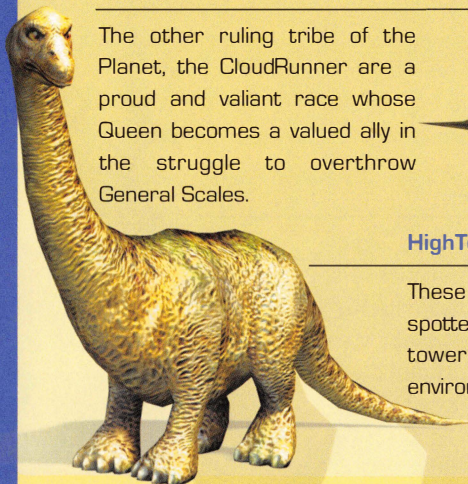 The other ruling tribe of the
Planet, the CloudRunner are a
proud and valiant race whose
Queen becomes a valued ally in
the struggle to overthrow
General Scales.
HighT
These
spotte
tower
enviro